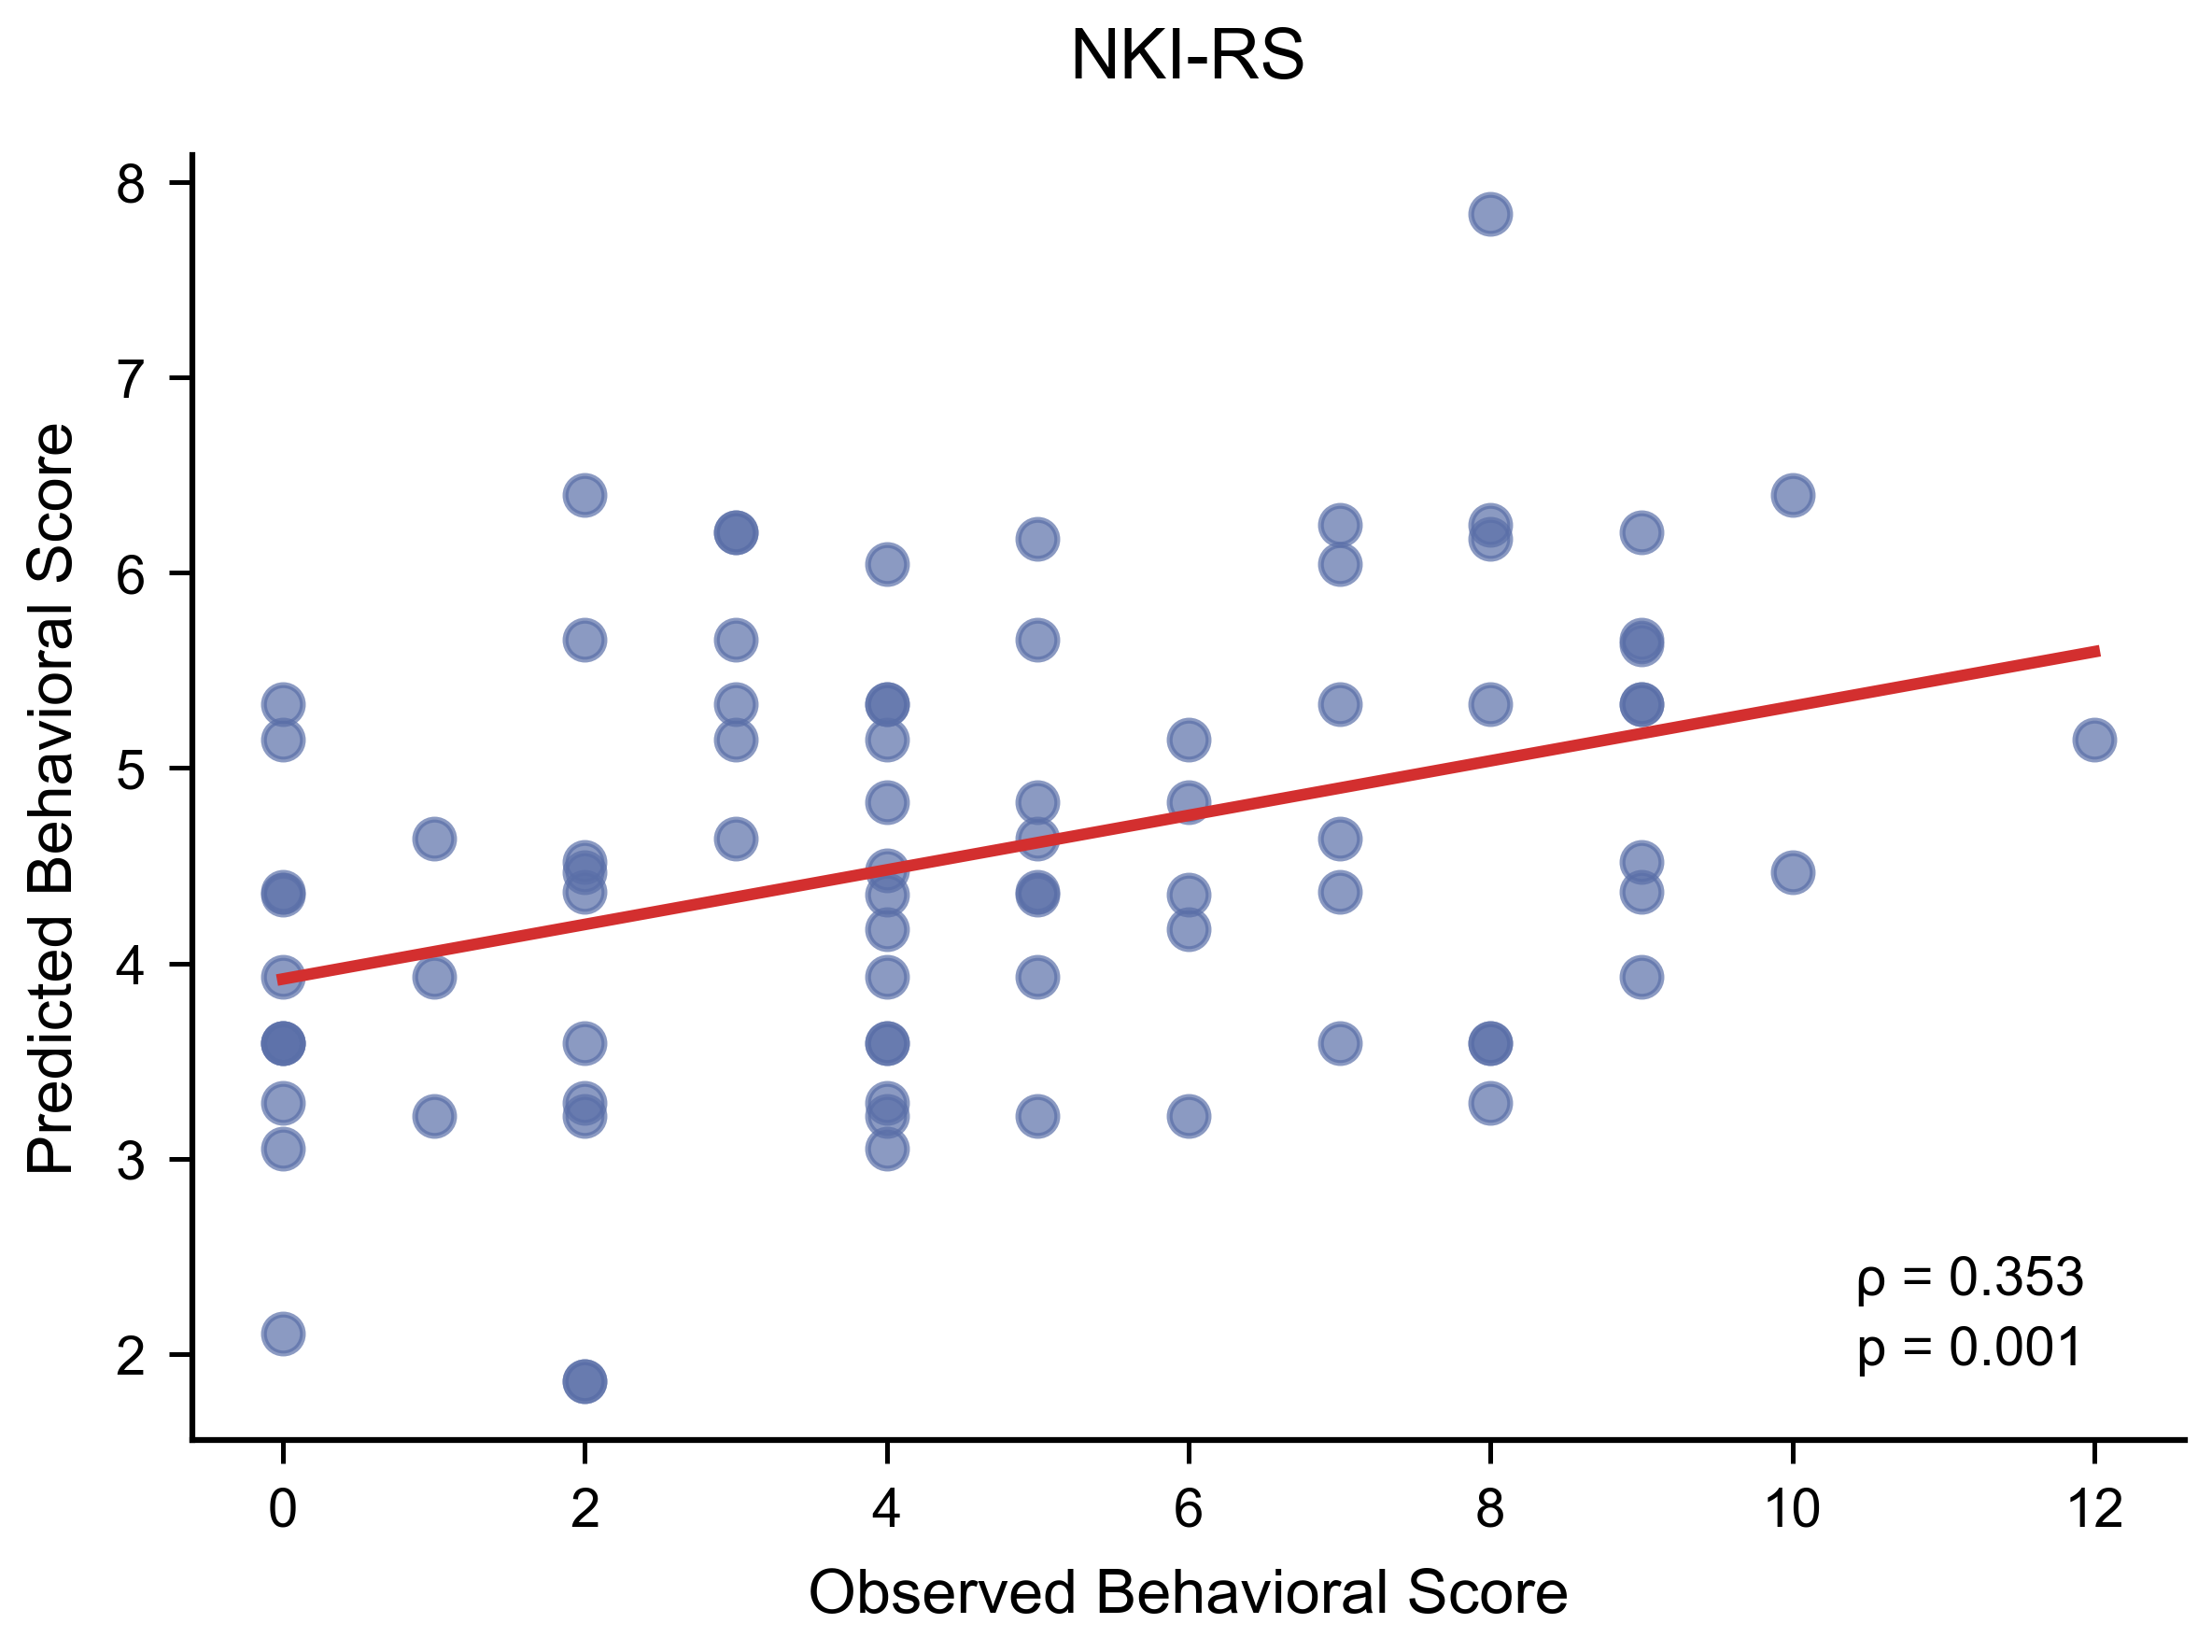 NKI-RS
8
7
6
5
4
3
2
Predicted Behavioral Score
ρ = 0.353
p = 0.001
0 2 4 6 8 10 12
Observed Behavioral Score